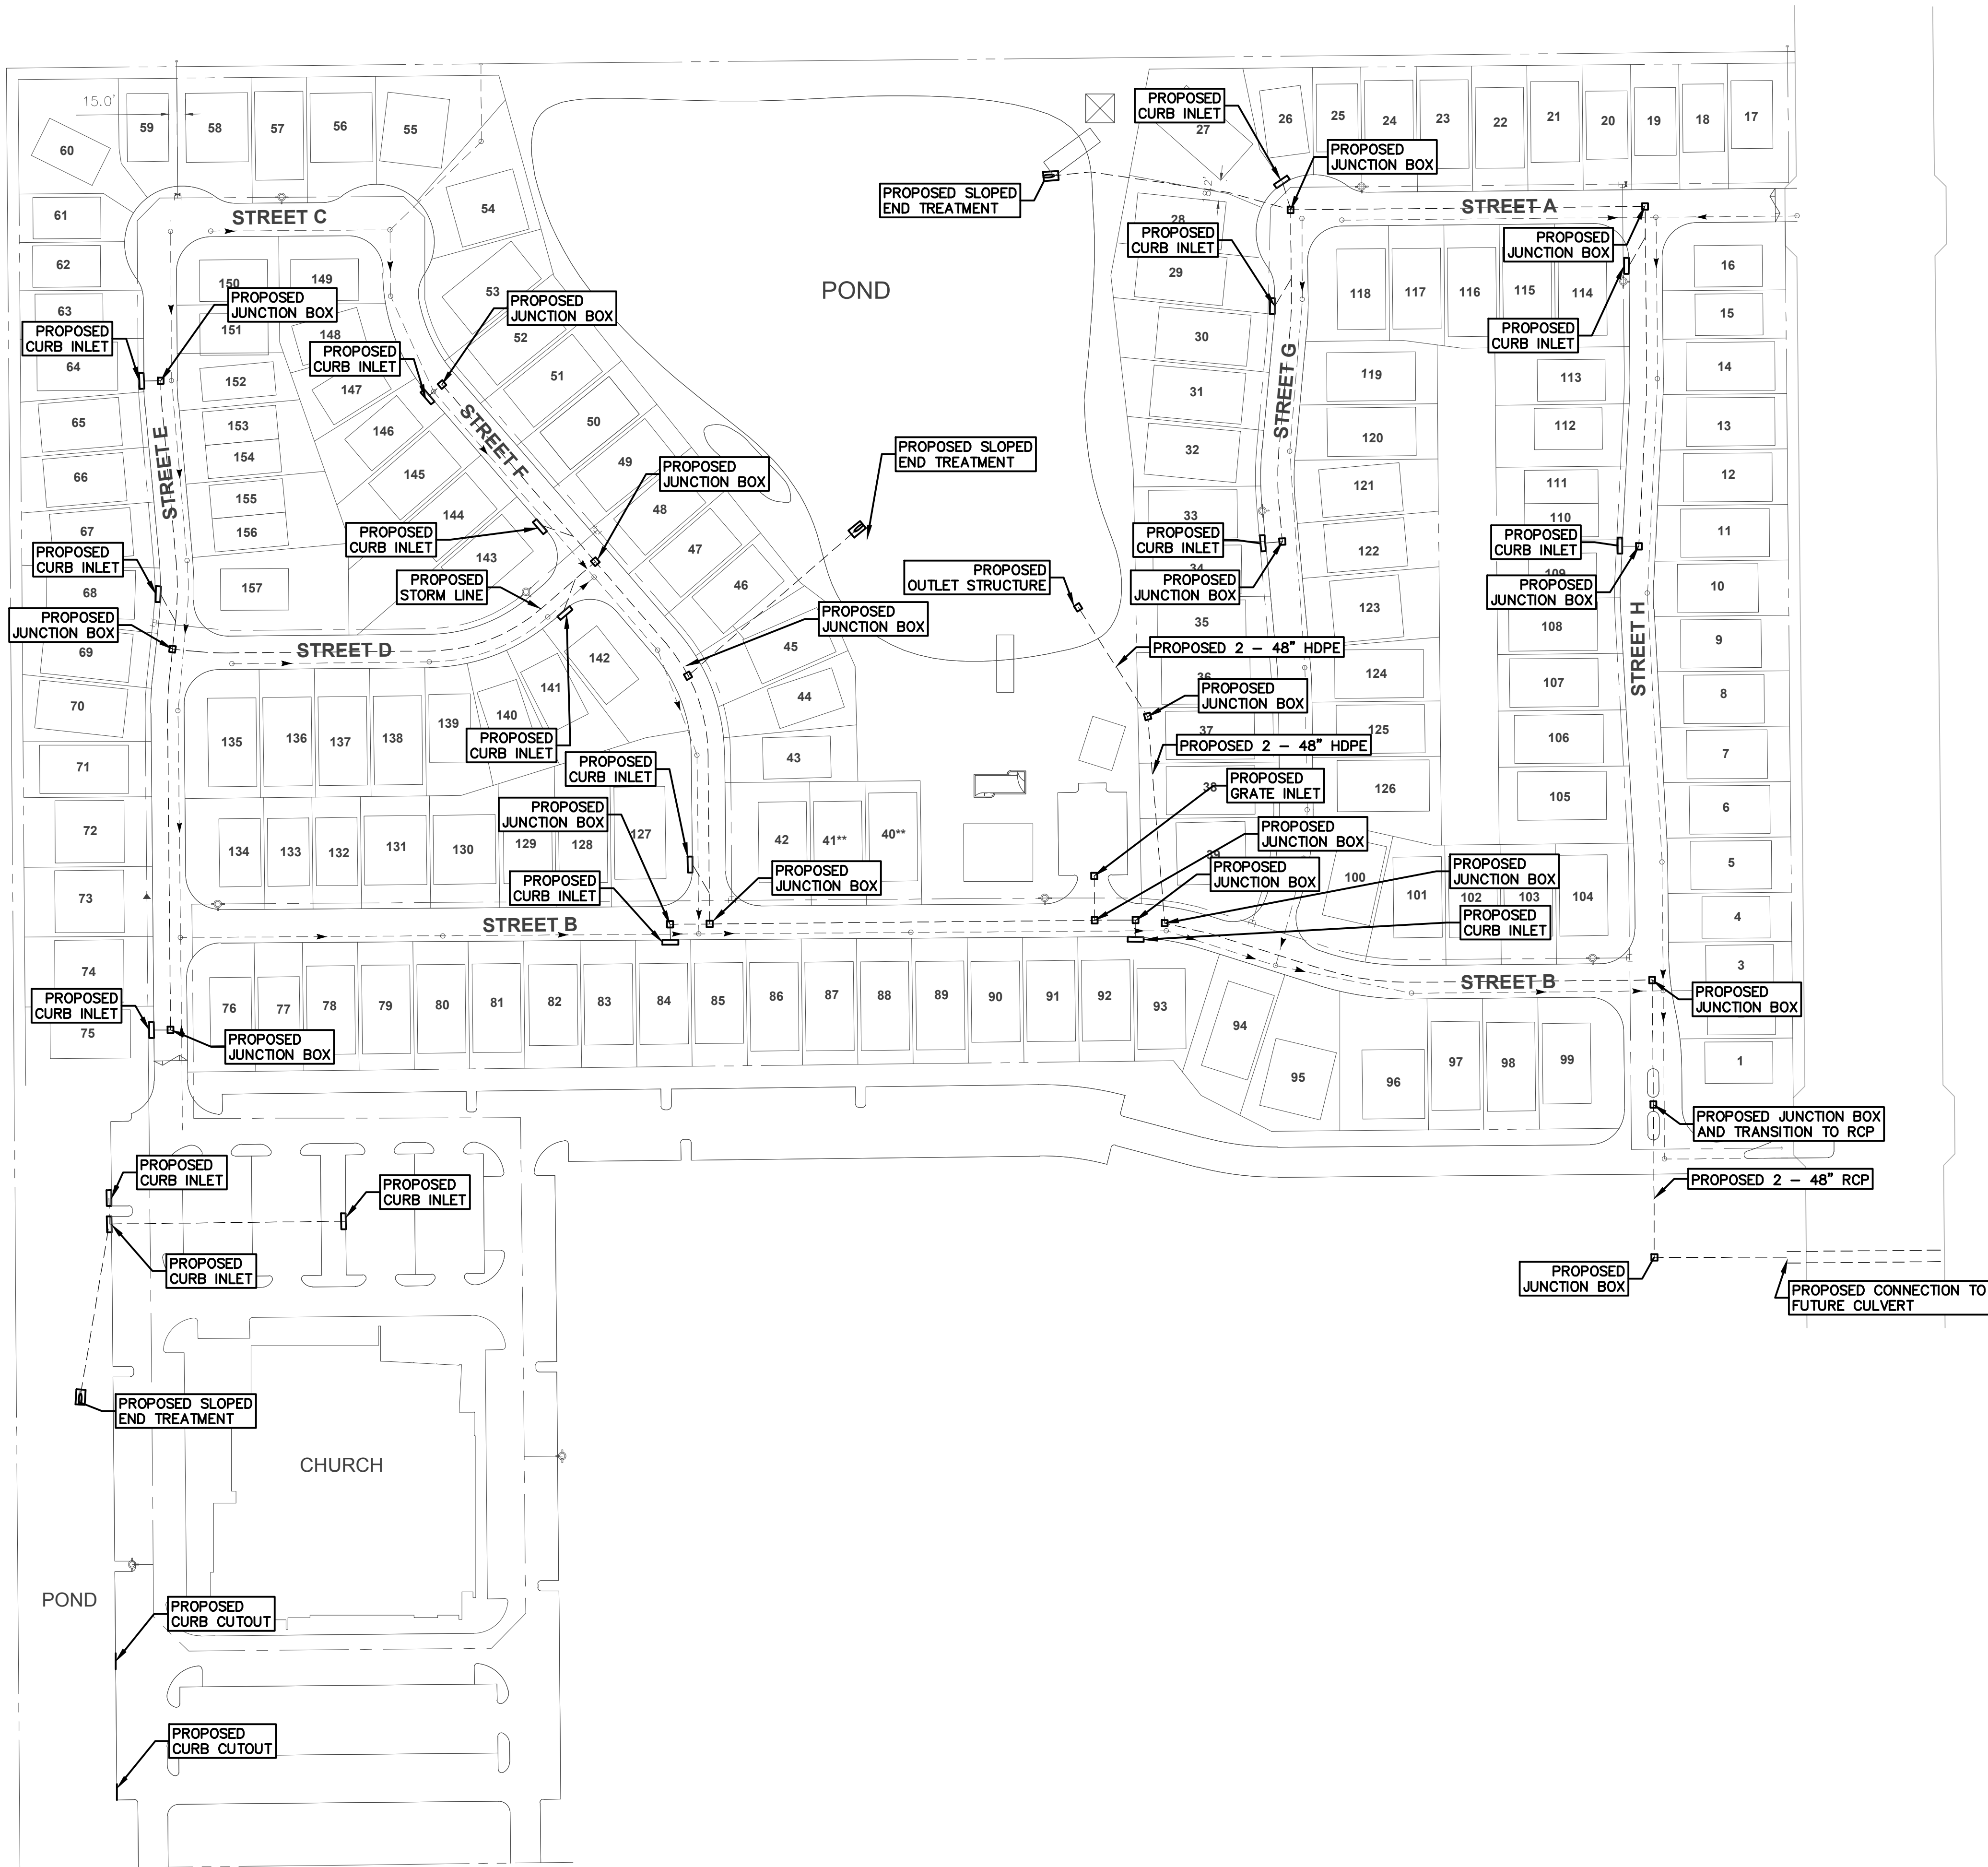 15.0'
60
59
58
57
56
55
54
61
62
63
64
65
66
67
68
69
70
71
72
73
74
75
STREET C
150
149
PROPOSED
JUNCTION BOX
151
148
PROPOSED
CURB INLET
PROPOSED
CURB INLET
152
147
153
146
154
145
155
144
156
143
157
STREET E
STREET F
53
PROPOSED
JUNCTION BOX
52
51
50
49
48
47
46
45
44
43
PROPOSED
JUNCTION BOX
PROPOSED
CURB INLET
PROPOSED
STORM LINE
PROPOSED
CURB INLET
PROPOSED
JUNCTION BOX
STREET D
142
141
140
139
138
137
136
135
PROPOSED
CURB INLET
PROPOSED
CURB INLET
PROPOSED
JUNCTION BOX
PROPOSED
JUNCTION BOX
134
133
132
131
130
129
128
127
42
41**
40**
PROPOSED
CURB INLET
PROPOSED
JUNCTION BOX
STREET B
POND
PROPOSED SLOPED
END TREATMENT
PROPOSED SLOPED
END TREATMENT
PROPOSED
OUTLET STRUCTURE
PROPOSED
CURB INLET
27
26
25
24
23
22
21
20
19
18
17
PROPOSED
JUNCTION BOX
18.2'
28
PROPOSED
CURB INLET
29
30
31
32
33
PROPOSED
CURB INLET
34
PROPOSED
JUNCTION BOX
35
PROPOSED 2 - 48" HDPE
36
PROPOSED
JUNCTION BOX
37
PROPOSED 2 - 48" HDPE
38
PROPOSED
GRATE INLET
39
PROPOSED
JUNCTION BOX
PROPOSED
JUNCTION BOX
PROPOSED
JUNCTION BOX
PROPOSED
CURB INLET
STREET A
PROPOSED
JUNCTION BOX
PROPOSED
CURB INLET
STREET G
118
117
116
115
114
119
113
120
112
121
111
110
122
109
PROPOSED
CURB INLET
PROPOSED
JUNCTION BOX
123
108
124
107
125
106
126
105
100
101
102
103
104
STREET H
16
15
14
13
12
11
10
9
8
7
6
5
4
3
1
STREET B
PROPOSED
JUNCTION BOX
PROPOSED
CURB INLET
PROPOSED
JUNCTION BOX
76
77
78
79
80
81
82
83
84
85
86
87
88
89
90
91
92
93
94
95
96
97
98
99
PROPOSED JUNCTION BOX
AND TRANSITION TO RCP
PROPOSED 2 - 48" RCP
PROPOSED
JUNCTION BOX
PROPOSED CONNECTION TO
FUTURE CULVERT
PROPOSED
CURB INLET
PROPOSED
CURB INLET
PROPOSED
CURB INLET
PROPOSED SLOPED
END TREATMENT
CHURCH
POND
PROPOSED
CURB CUTOUT
PROPOSED
CURB CUTOUT